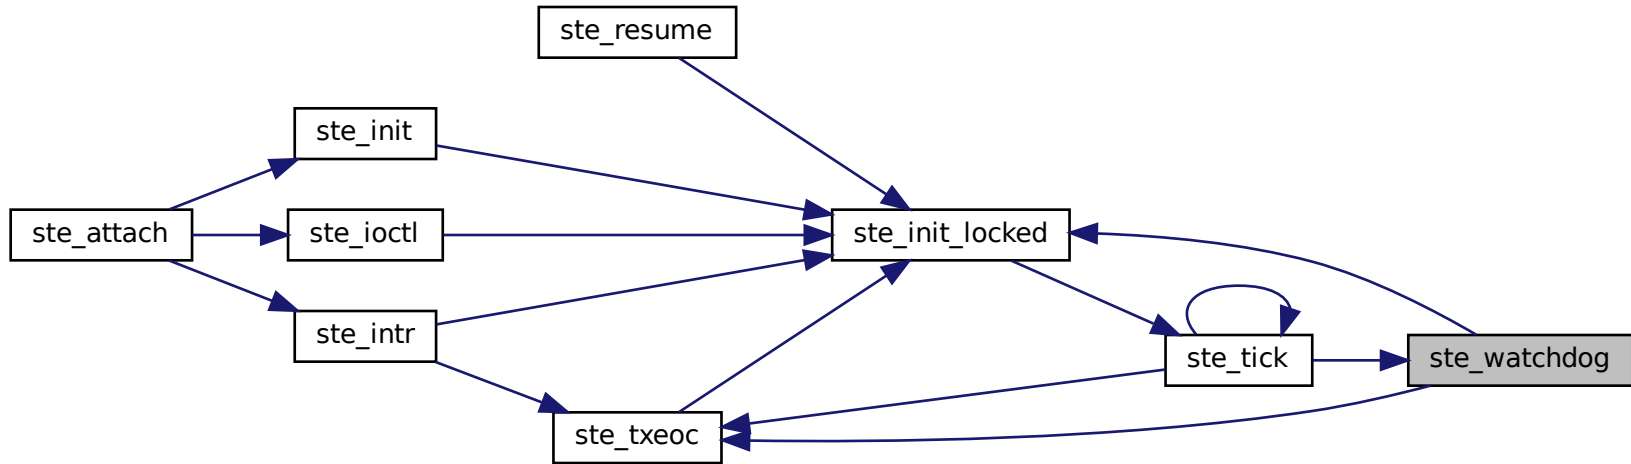 ste_resume
ste_init
ste_attach
ste_ioctl
ste_init_locked
ste_intr
ste_tick
ste_watchdog
ste_txeoc